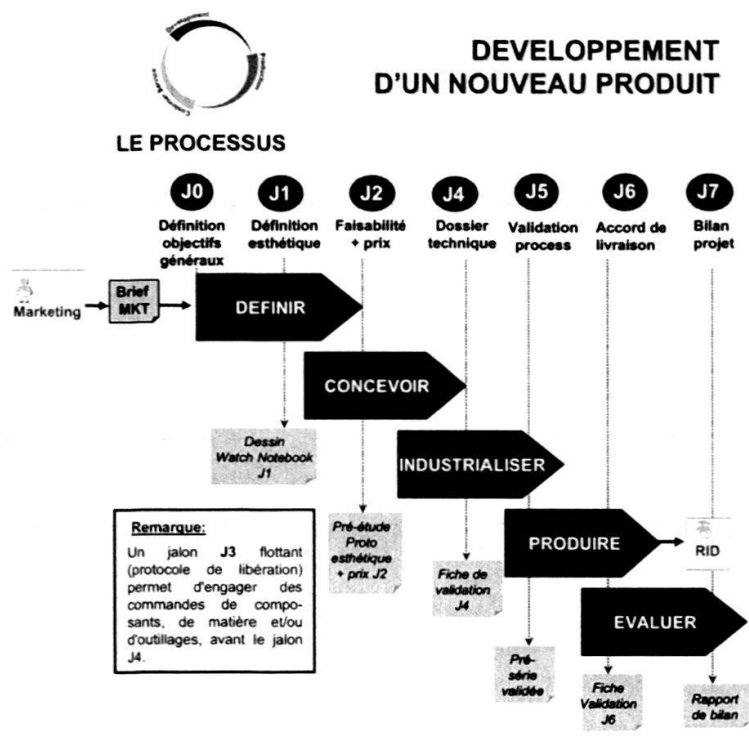 Development
Production
Customer Service
DEVELOPPEMENT
D'UN NOUVEAU PRODUIT
LE PROCESSUS
J0
J1
J2
J4
J5
J6
J7
Définition
objectifs
généraux
Définition
esthétique
Faisabilité
+ prix
Dossier
technique
Validation
process
Accord de
livraison
Bilan
projet
Marketing
Brief
MKT
DEFINIR
CONCEVOIR
Dessin
Watch Notebook
J1
INDUSTRIALISER
Remarque:
Un jalon J3 flottant
(protocole de libération)
permet d'engager des
commandes de compo-
sants, de matière et/ou
d'outillages, avant le jalon
J4.
Pré-étude
Proto
esthétique
+ prix J2
PRODUIRE
RID
Fiche de
validation
J4
EVALUER
Pré-
série
validée
Fiche
Validation
J6
Rapport
de bilan